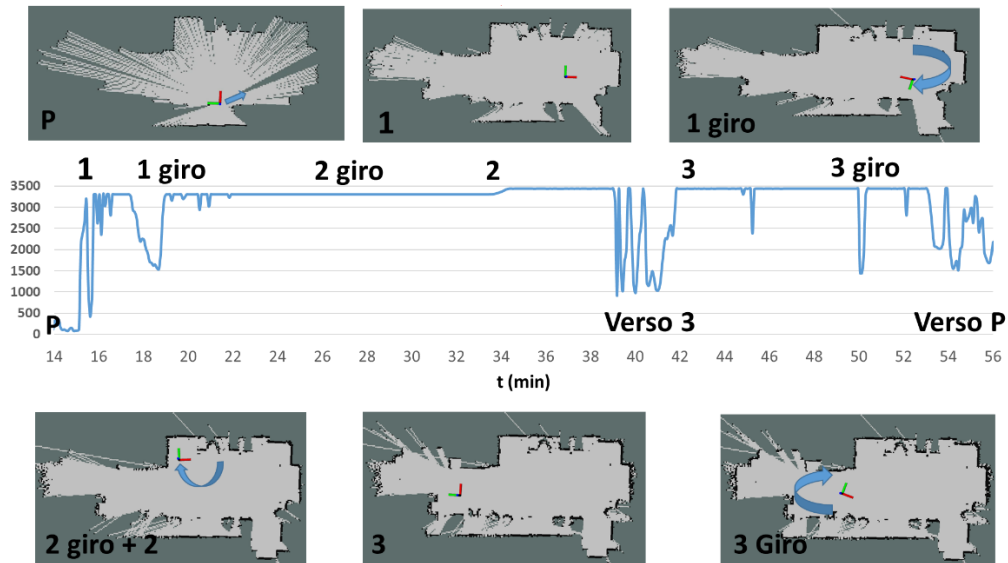 P
1
1 giro
1 1 giro 2 giro 2 3 3 giro
3500
3000
2500
2000
1500
1000
500
0
P Verso 3 Verso P
14 16 18 20 22 24 26 28 30 32 34 36 38 40 42 44 46 48 50 52 54 56
t (min)
2 giro + 2
3
3 Giro